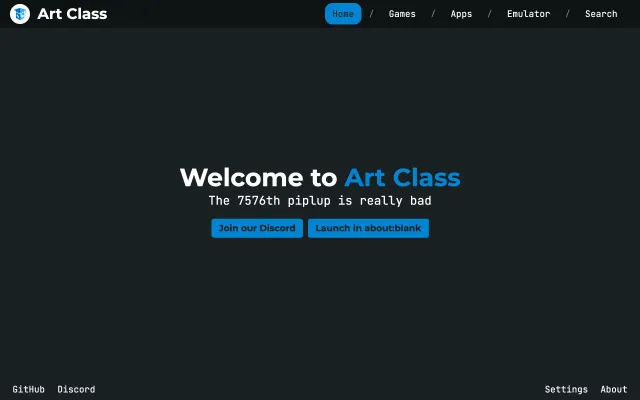 Art Class
Home / Games / Apps / Emulator / Search
Welcome to Art Class
The 7576th piplup is really bad
Join our Discord Launch in about:blank
GitHub Discord Settings About